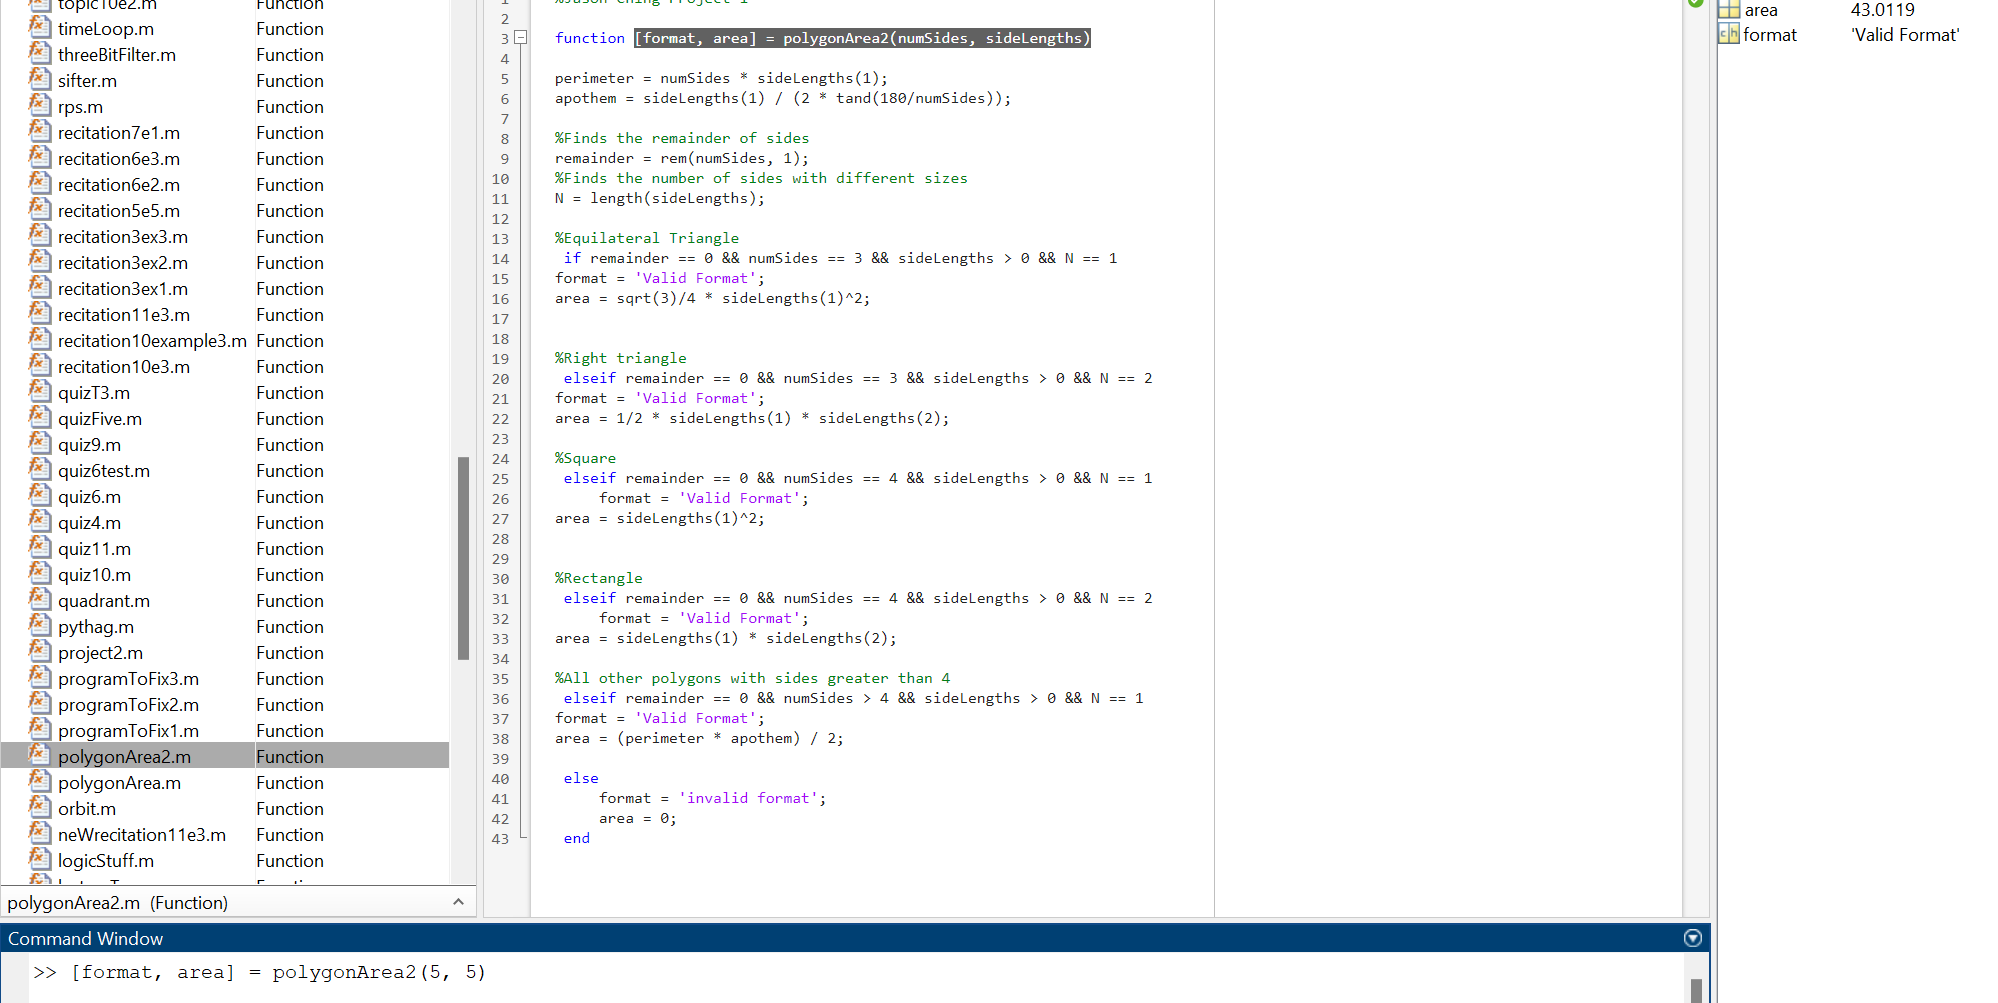 topic10e2.m Function
timeLoop.m Function
threeBitFilter.m Function
sifter.m Function
rps.m Function
recitation7e1.m Function
recitation6e3.m Function
recitation6e2.m Function
recitation5e5.m Function
recitation3ex3.m Function
recitation3ex2.m Function
recitation3ex1.m Function
recitation11e3.m Function
recitation10example3.m Function
recitation10e3.m Function
quizT3.m Function
quizFive.m Function
quiz9.m Function
quiz6test.m Function
quiz6.m Function
quiz4.m Function
quiz11.m Function
quiz10.m Function
quadrant.m Function
pythag.m Function
project2.m Function
programToFix3.m Function
programToFix2.m Function
programToFix1.m Function
polygonArea2.m Function
polygonArea.m Function
orbit.m Function
neWrecitation11e3.m Function
logicStuff.m Function
polygonArea2.m (Function)
1 %Jason Ching Project 1
2
3 function [format, area] = polygonArea2(numSides, sideLengths)
4
5 perimeter = numSides * sideLengths(1);
6 apothem = sideLengths(1) / (2 * tand(180/numSides));
7
8 %Finds the remainder of sides
9 remainder = rem(numSides, 1);
10 %Finds the number of sides with different sizes
11 N = length(sideLengths);
12
13 %Equilateral Triangle
14 if remainder == 0 && numSides == 3 && sideLengths > 0 && N == 1
15 format = 'Valid Format';
16 area = sqrt(3)/4 * sideLengths(1)^2;
17
18
19 %Right triangle
20 elseif remainder == 0 && numSides == 3 && sideLengths > 0 && N == 2
21 format = 'Valid Format';
22 area = 1/2 * sideLengths(1) * sideLengths(2);
23
24 %Square
25 elseif remainder == 0 && numSides == 4 && sideLengths > 0 && N == 1
26 format = 'Valid Format';
27 area = sideLengths(1)^2;
28
29
30 %Rectangle
31 elseif remainder == 0 && numSides == 4 && sideLengths > 0 && N == 2
32 format = 'Valid Format';
33 area = sideLengths(1) * sideLengths(2);
34
35 %All other polygons with sides greater than 4
36 elseif remainder == 0 && numSides > 4 && sideLengths > 0 && N == 1
37 format = 'Valid Format';
38 area = (perimeter * apothem) / 2;
39
40 else
41 format = 'invalid format';
42 area = 0;
43 end
area 43.0119
format 'Valid Format'
Command Window
>> [format, area] = polygonArea2(5, 5)